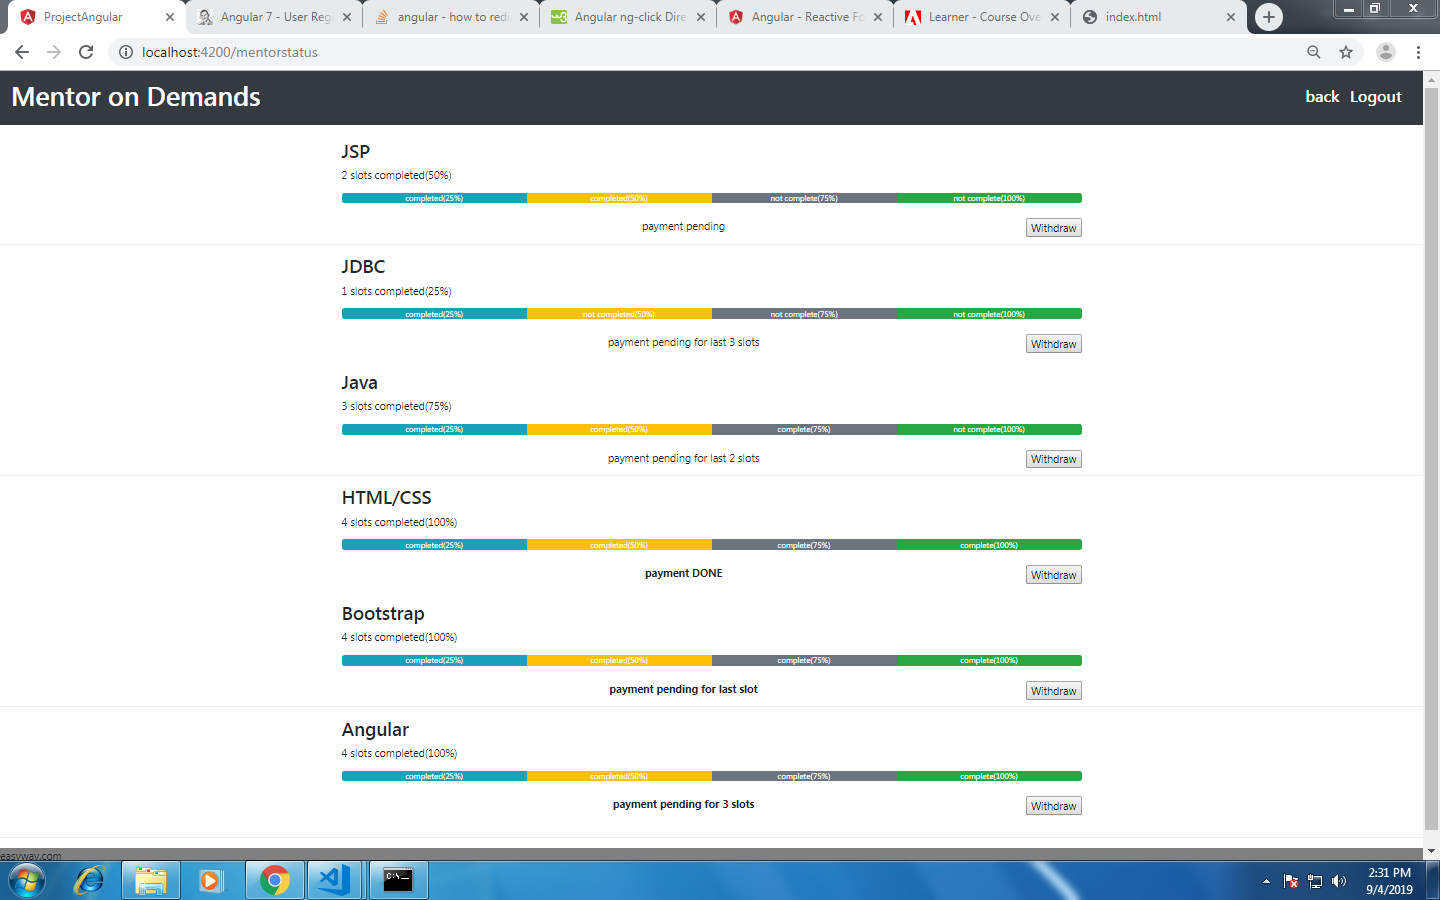 ProjectAngular
Angular 7 - User Reg
angular - how to red
Angular ng-click Dire
Angular - Reactive Fo
Learner - Course Ove
index.html
localhost:4200/mentorstatus
Mentor on Demands
back Logout
JSP
2 slots completed(50%)
completed(25%) completed(50%) not complete(75%) not complete(100%)
payment pending Withdraw
JDBC
1 slots completed(25%)
completed(25%) not completed(50%) not complete(75%) not complete(100%)
payment pending for last 3 slots Withdraw
Java
3 slots completed(75%)
completed(25%) completed(50%) complete(75%) not complete(100%)
payment pending for last 2 slots Withdraw
HTML/CSS
4 slots completed(100%)
completed(25%) completed(50%) complete(75%) complete(100%)
payment DONE Withdraw
Bootstrap
4 slots completed(100%)
completed(25%) completed(50%) complete(75%) complete(100%)
payment pending for last slot Withdraw
Angular
4 slots completed(100%)
completed(25%) completed(50%) complete(75%) complete(100%)
payment pending for 3 slots Withdraw
easyway.com
2:31 PM
9/4/2019